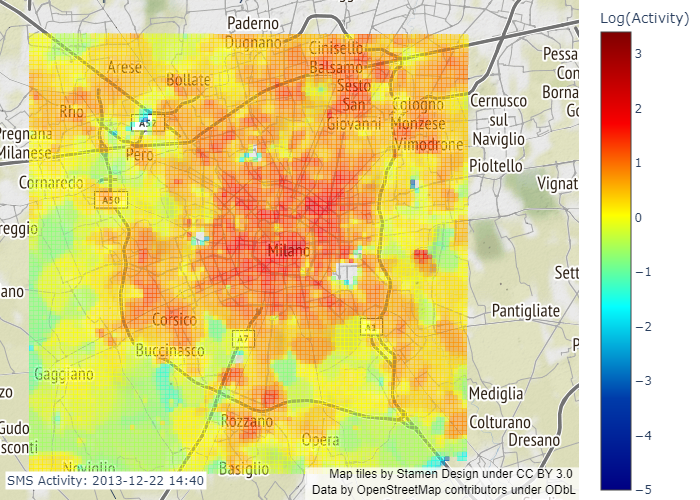 Paderno
Dugnano
Cinisello
Balsamo
Arese
Bollate
Sesto
San
Giovanni
Rho
A52
Cologno
Monzese
Vimodrone
Cernusco
sul
Naviglio
Pessa
Con
Borna
Go
Pregnana
Milanese
Pero
Pioltello
Cornaredo
Vignat
A50
reggio
Milano
Sett
ano
Pantigliate
Corsico
A7
Buccinasco
P
Gaggiano
zo
Mediglia
Rozzano
Colturano
Gudo
Dresano
sconti
Opera
Noviglio
Basiglio
SMS Activity: 2013-12-22 14:40
Map tiles by Stamen Design under CC BY 3.0
Data by OpenStreetMap contributors under ODbL
Log(Activity)
3
2
1
0
−1
−2
−3
−4
−5